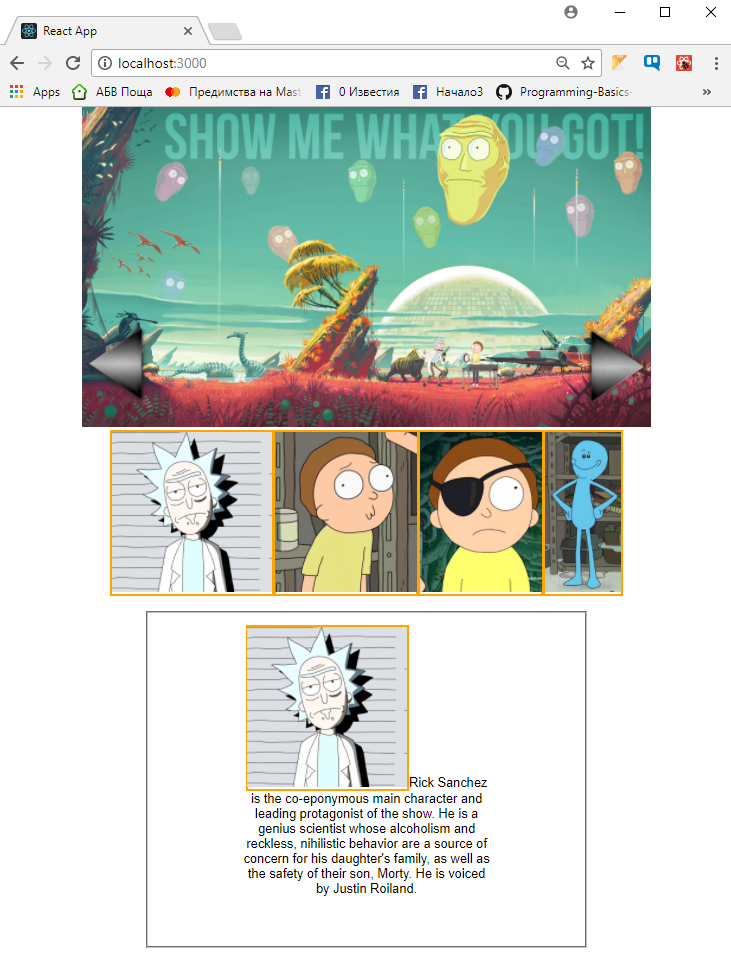 React App
localhost:3000
Apps
АБВ Поща
Предимства на Mast
0 Известия
Начало3
Programming-Basics-
»
SHOW ME WHAT YOU GOT!
Rick Sanchez
is the co-eponymous main character and
leading protagonist of the show. He is a
genius scientist whose alcoholism and
reckless, nihilistic behavior are a source of
concern for his daughter's family, as well as
the safety of their son, Morty. He is voiced
by Justin Roiland.